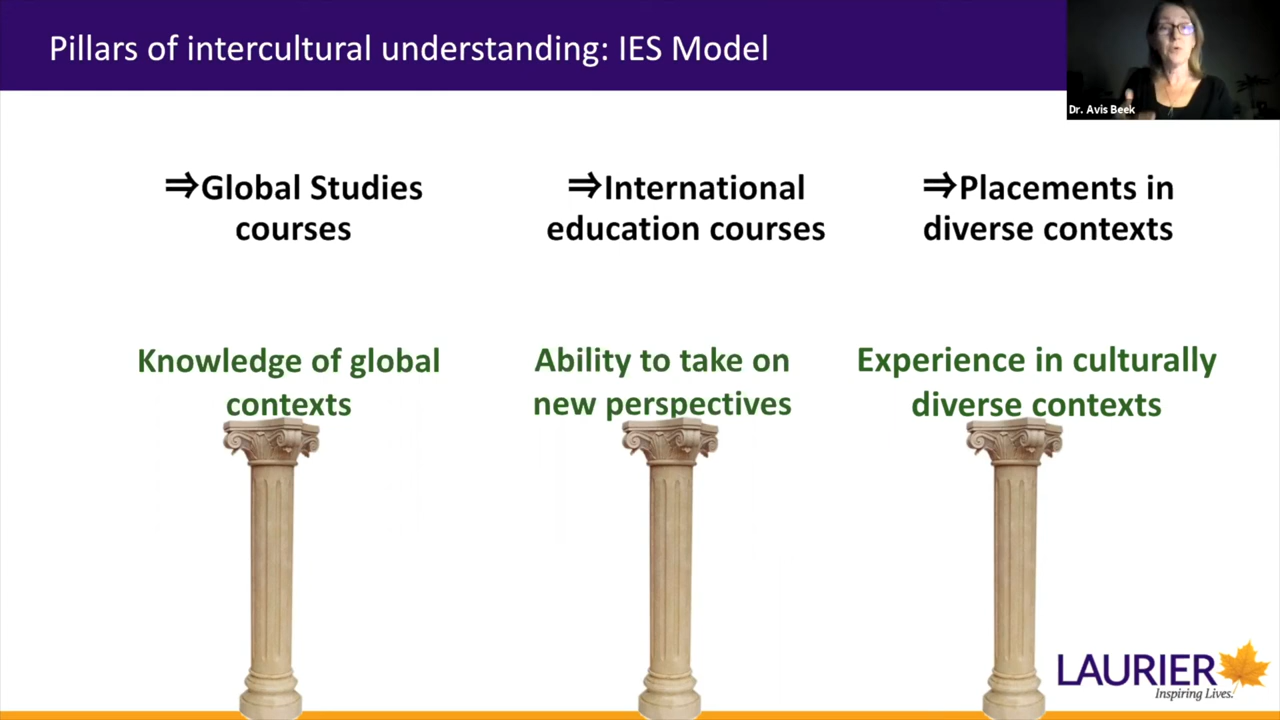 Pillars of intercultural understanding: IES Model
Dr. Avis Beek
⇒Global Studies
courses
⇒International
education courses
⇒Placements in
diverse contexts
Knowledge of global
contexts
Ability to take on
new perspectives
Experience in culturally
diverse contexts
LAURIER
Inspiring Lives.